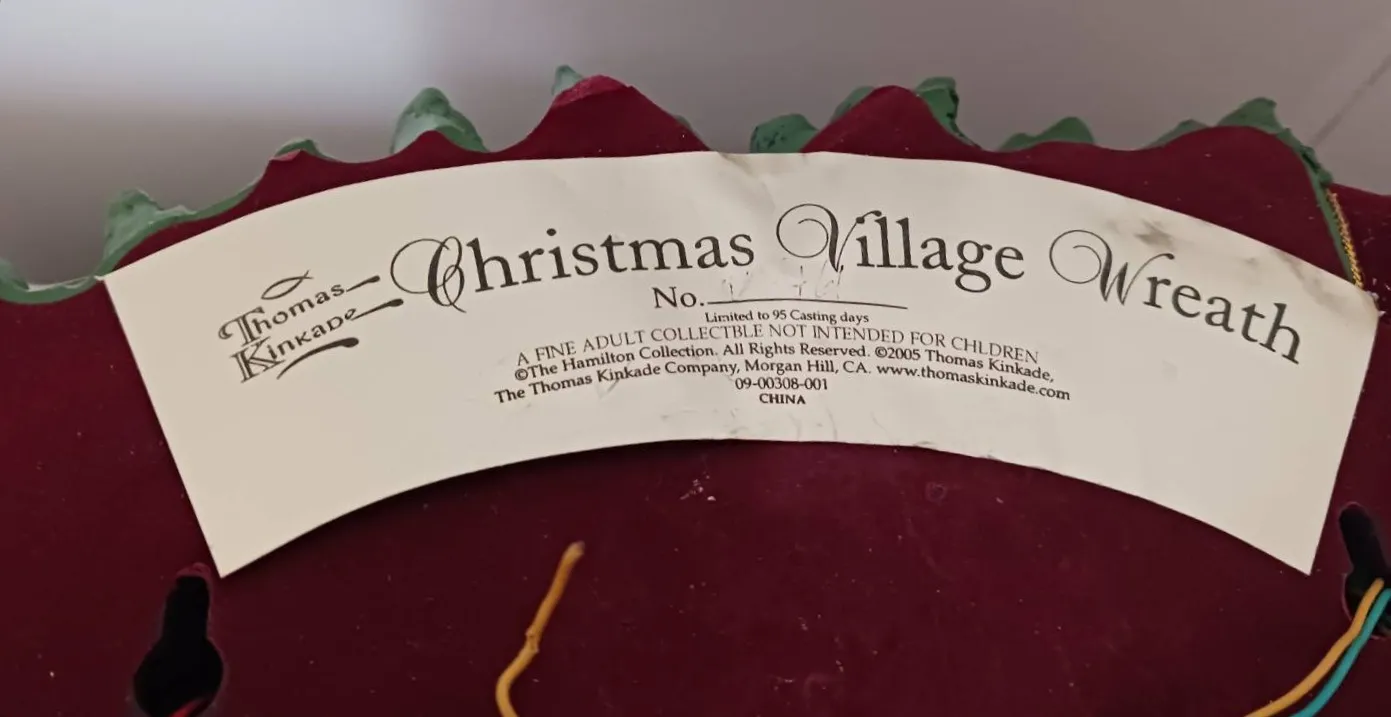 Thomas
Kinkade
Christmas Village Wreath
No.
Limited to 95 Casting days
A FINE ADULT COLLECTBLE NOT INTENDED FOR CHLDREN
©The Hamilton Collection. All Rights Reserved. ©2005 Thomas Kinkade,
The Thomas Kinkade Company, Morgan Hill, CA. www.thomaskinkade.com
09-00308-001
CHINA